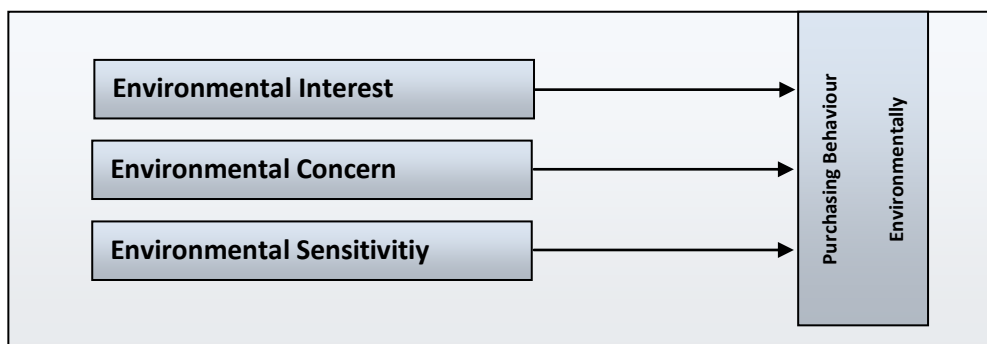 Environmental Interest
Environmental Concern
Environmental Sensitivitiy
Purchasing Behaviour
Environmentally